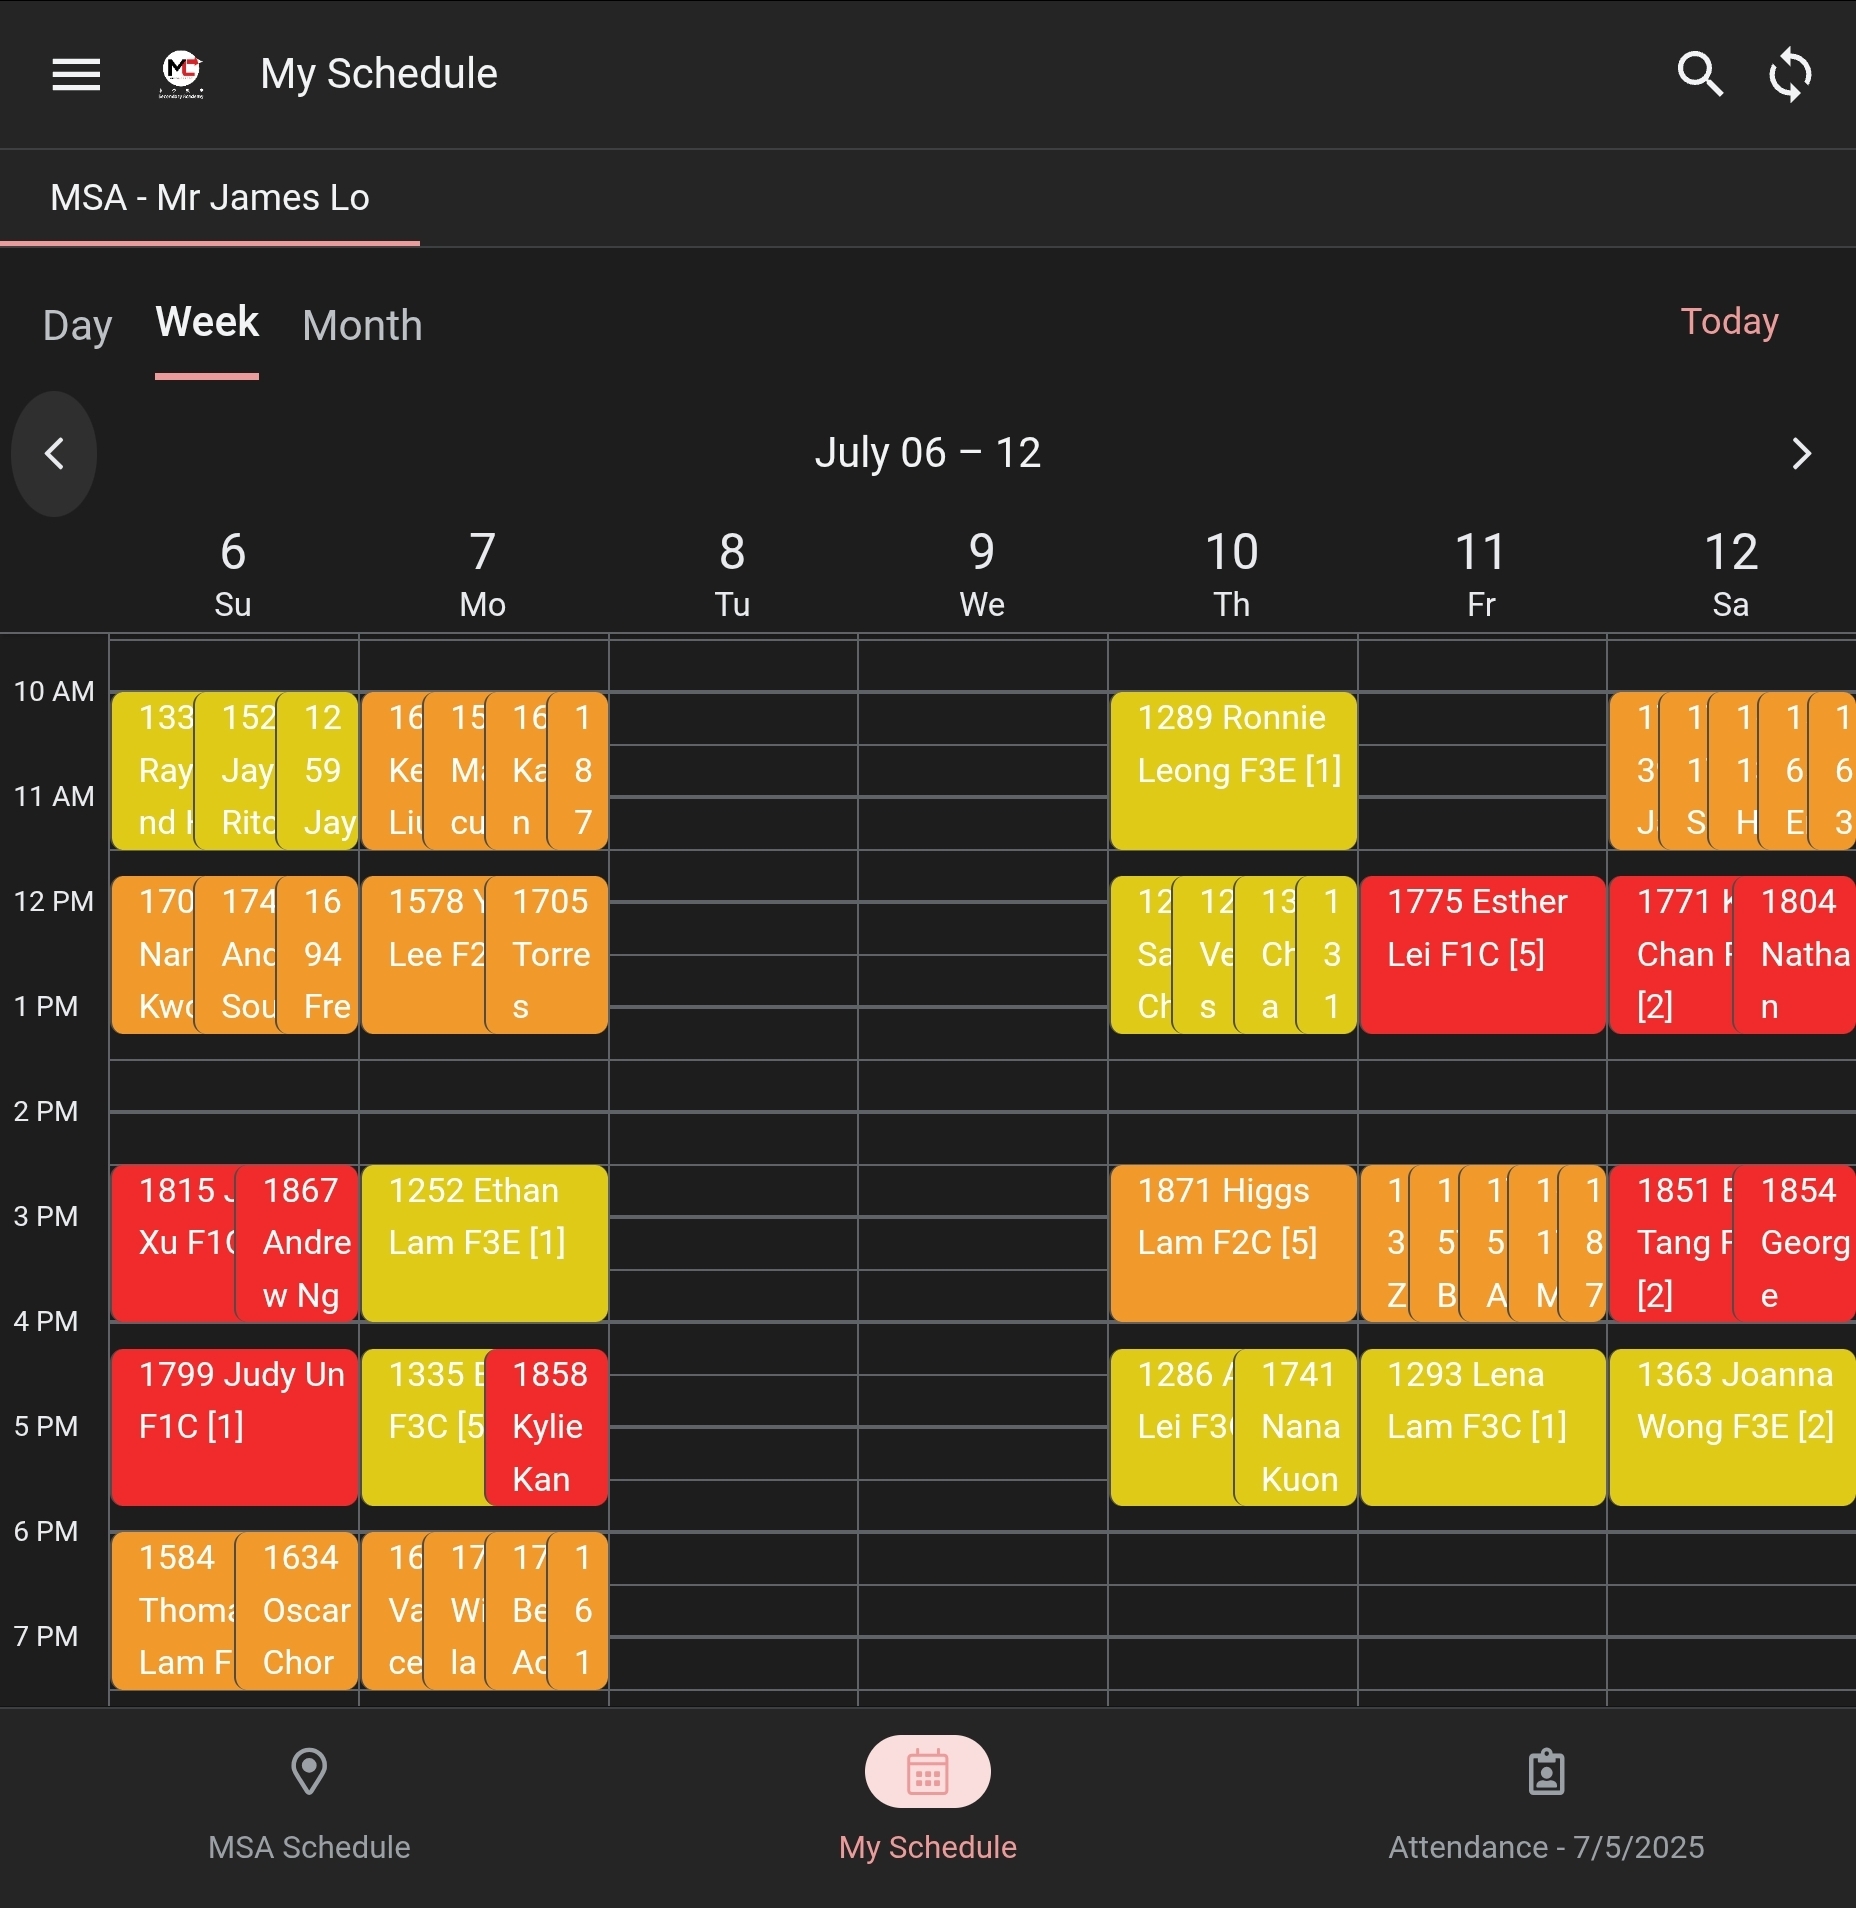 My Schedule
MSA - Mr James Lo
Day Week Month Today
July 06 – 12
6 7 8 9 10 11 12
Su Mo Tu We Th Fr Sa
10 AM
11 AM
12 PM
1 PM
2 PM
3 PM
4 PM
5 PM
6 PM
7 PM
133
Ray
nd
152
Jay
Ritc
12
59
Jay
170
Nar
Kwo
174
And
Sou
16
94
Fre
1815 J
Xu F1C
1867
Andre
w Ng
1799 Judy Un
F1C [1]
1584
Thoma
Lam F
1634
Oscar
Chor
16
Ke
Liu
15
Ma
cu
16
Ka
n
1
8
7
1578 Y
Lee F2
1705
Torre
s
1252 Ethan
Lam F3E [1]
1335 E
F3C [5
1858
Kylie
Kan
16
Va
ce
17
Wi
la
17
Be
Ao
1
6
1
1289 Ronnie
Leong F3E [1]
12
Sa
Ch
12
Ve
s
13
Ch
a
1
3
1
1871 Higgs
Lam F2C [5]
1286 A
Lei F3C
1741
Nana
Kuon
1775 Esther
Lei F1C [5]
1
3
Z
1
5
B
1
5
A
1
1
M
1
8
7
1293 Lena
Lam F3C [1]
1
3
J
1
1
S
1
1
H
1
6
E
1
6
3
1771 K
Chan F
[2]
1804
Natha
n
1851 E
Tang F
[2]
1854
Georg
e
1363 Joanna
Wong F3E [2]
MSA Schedule
My Schedule
Attendance - 7/5/2025